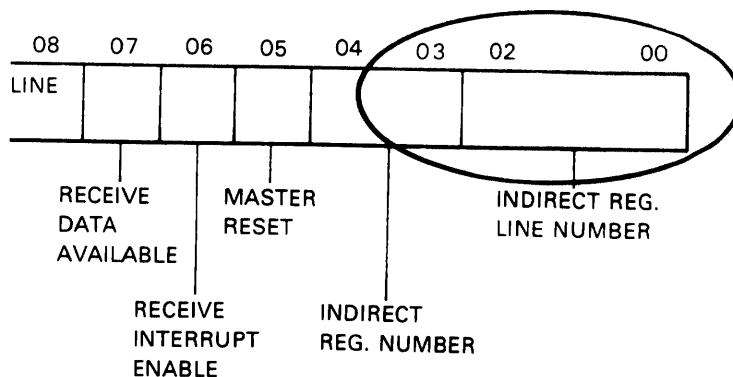 08 07 06 05 04 03 02 00
LINE
RECEIVE
DATA
AVAILABLE
MASTER
RESET
INDIRECT REG.
LINE NUMBER
RECEIVE
INTERRUPT
ENABLE
INDIRECT
REG. NUMBER